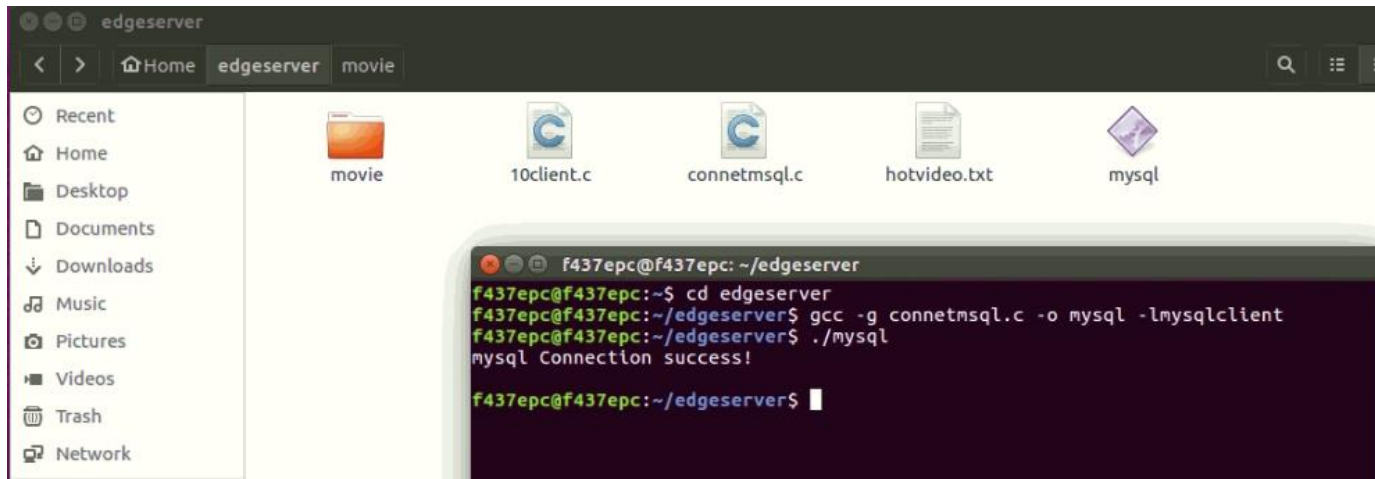 edgeserver
Home edgeserver movie
Recent
Home
Desktop
Documents
Downloads
Music
Pictures
Videos
Trash
Network
movie
10client.c
connetmsql.c
hotvideo.txt
mysql
f437epc@f437epc: ~/edgeserver
f437epc@f437epc:~$ cd edgeserver
f437epc@f437epc:~/edgeserver$ gcc -g connetmsql.c -o mysql -lmysqlclient
f437epc@f437epc:~/edgeserver$ ./mysql
mysql Connection success!
f437epc@f437epc:~/edgeserver$